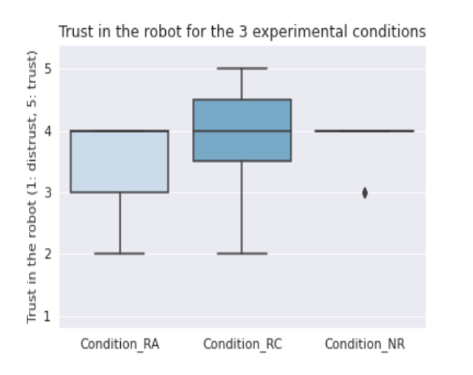 Trust in the robot for the 3 experimental conditions
Trust in the robot (1: distrust, 5: trust)
5
4
3
2
1
Condition_RA
Condition_RC
Condition_NR